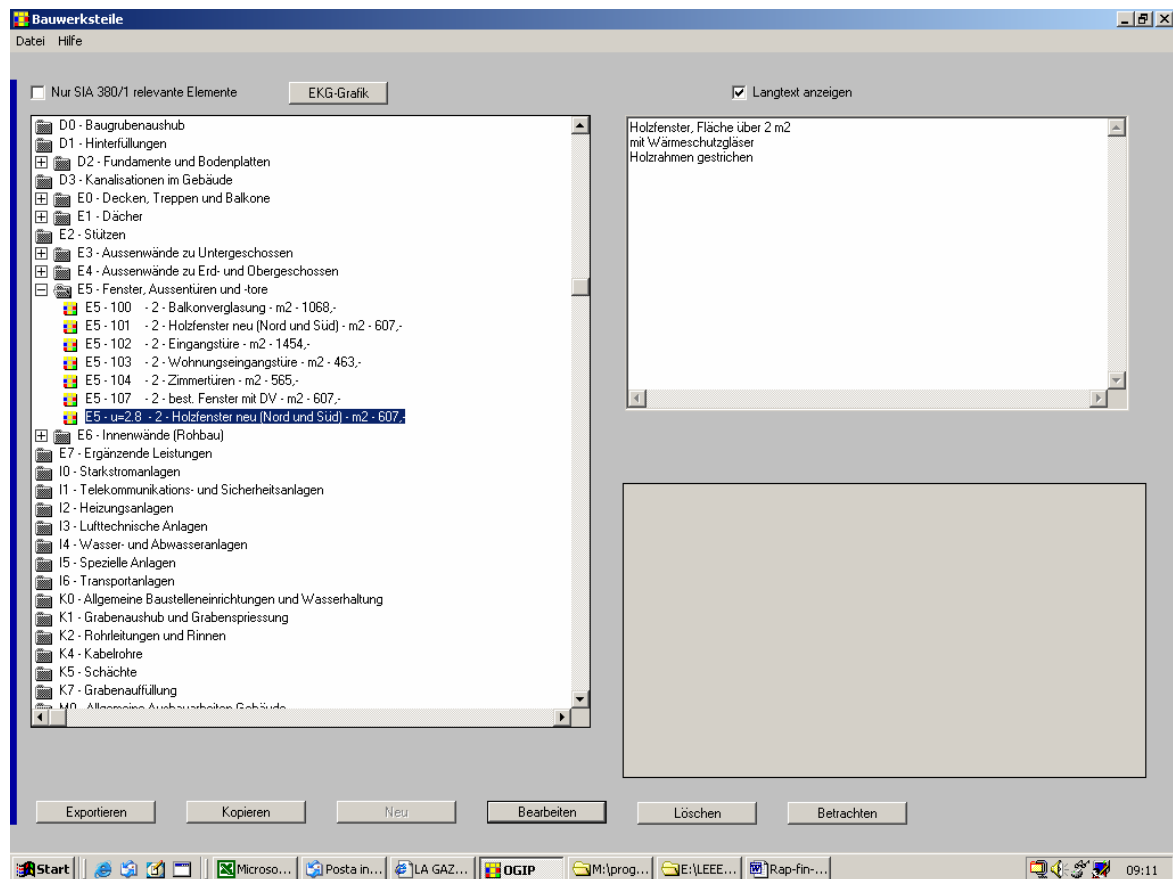 Bauwerksteile
Datei Hilfe
Nur SIA 380/1 relevante Elemente
EKG-Grafik
Langtext anzeigen
D0 - Baugrubenaushub
D1 - Hinterfüllungen
D2 - Fundamente und Bodenplatten
D3 - Kanalisationen im Gebäude
E0 - Decken, Treppen und Balkone
E1 - Dächer
E2 - Stützen
E3 - Aussenwände zu Untergeschossen
E4 - Aussenwände zu Erd- und Obergeschossen
E5 - Fenster, Aussentüren und -tore
E5 - 100 - 2 - Balkonverglasung - m2 - 1068,-
E5 - 101 - 2 - Holzfenster neu (Nord und Süd) - m2 - 607,-
E5 - 102 - 2 - Eingangstüre - m2 - 1454,-
E5 - 103 - 2 - Wohnungseingangstüre - m2 - 463,-
E5 - 104 - 2 - Zimmertüren - m2 - 565,-
E5 - 107 - 2 - best. Fenster mit DV - m2 - 607,-
E5 - u=2.8 - 2 - Holzfenster neu (Nord und Süd) - m2 - 607,-
E6 - Innenwände (Rohbau)
E7 - Ergänzende Leistungen
I0 - Starkstromanlagen
I1 - Telekommunikations- und Sicherheitsanlagen
I2 - Heizungsanlagen
I3 - Lufttechnische Anlagen
I4 - Wasser- und Abwasseranlagen
I5 - Spezielle Anlagen
I6 - Transportanlagen
K0 - Allgemeine Baustelleneinrichtungen und Wasserhaltung
K1 - Grabenaushub und Grabenspriessung
K2 - Rohrleitungen und Rinnen
K4 - Kabelrohre
K5 - Schächte
K7 - Grabenauffüllung
M0 - Allgemeine Ausbauarbeiten Gebäude
Holzfenster, Fläche über 2 m2
mit Wärmeschutzgläser
Holzrahmen gestrichen
Exportieren
Kopieren
Neu
Bearbeiten
Löschen
Betrachten
Start
Microso...
Posta in...
LA GAZ...
OGIP
M:\prog...
E:\LEEE...
Rap-fin-...
09:11